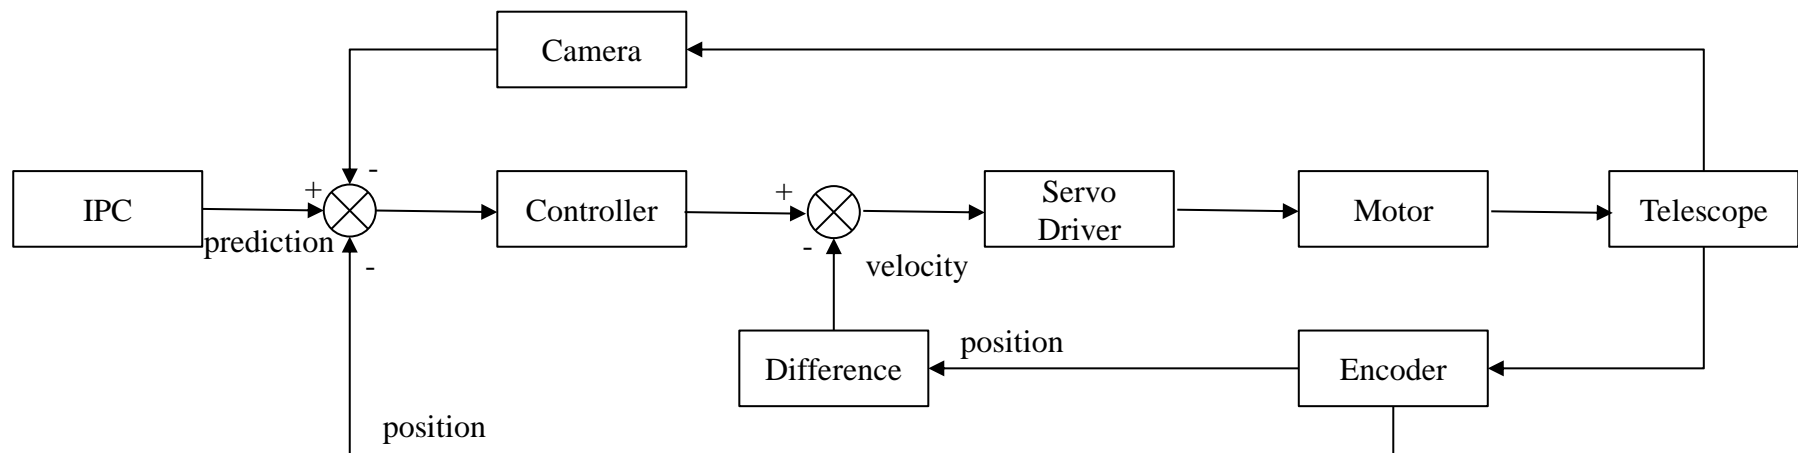 Camera
-
IPC
+
prediction
-
Controller
+
-
velocity
Servo
Driver
Motor
Telescope
Difference
position
Encoder
position